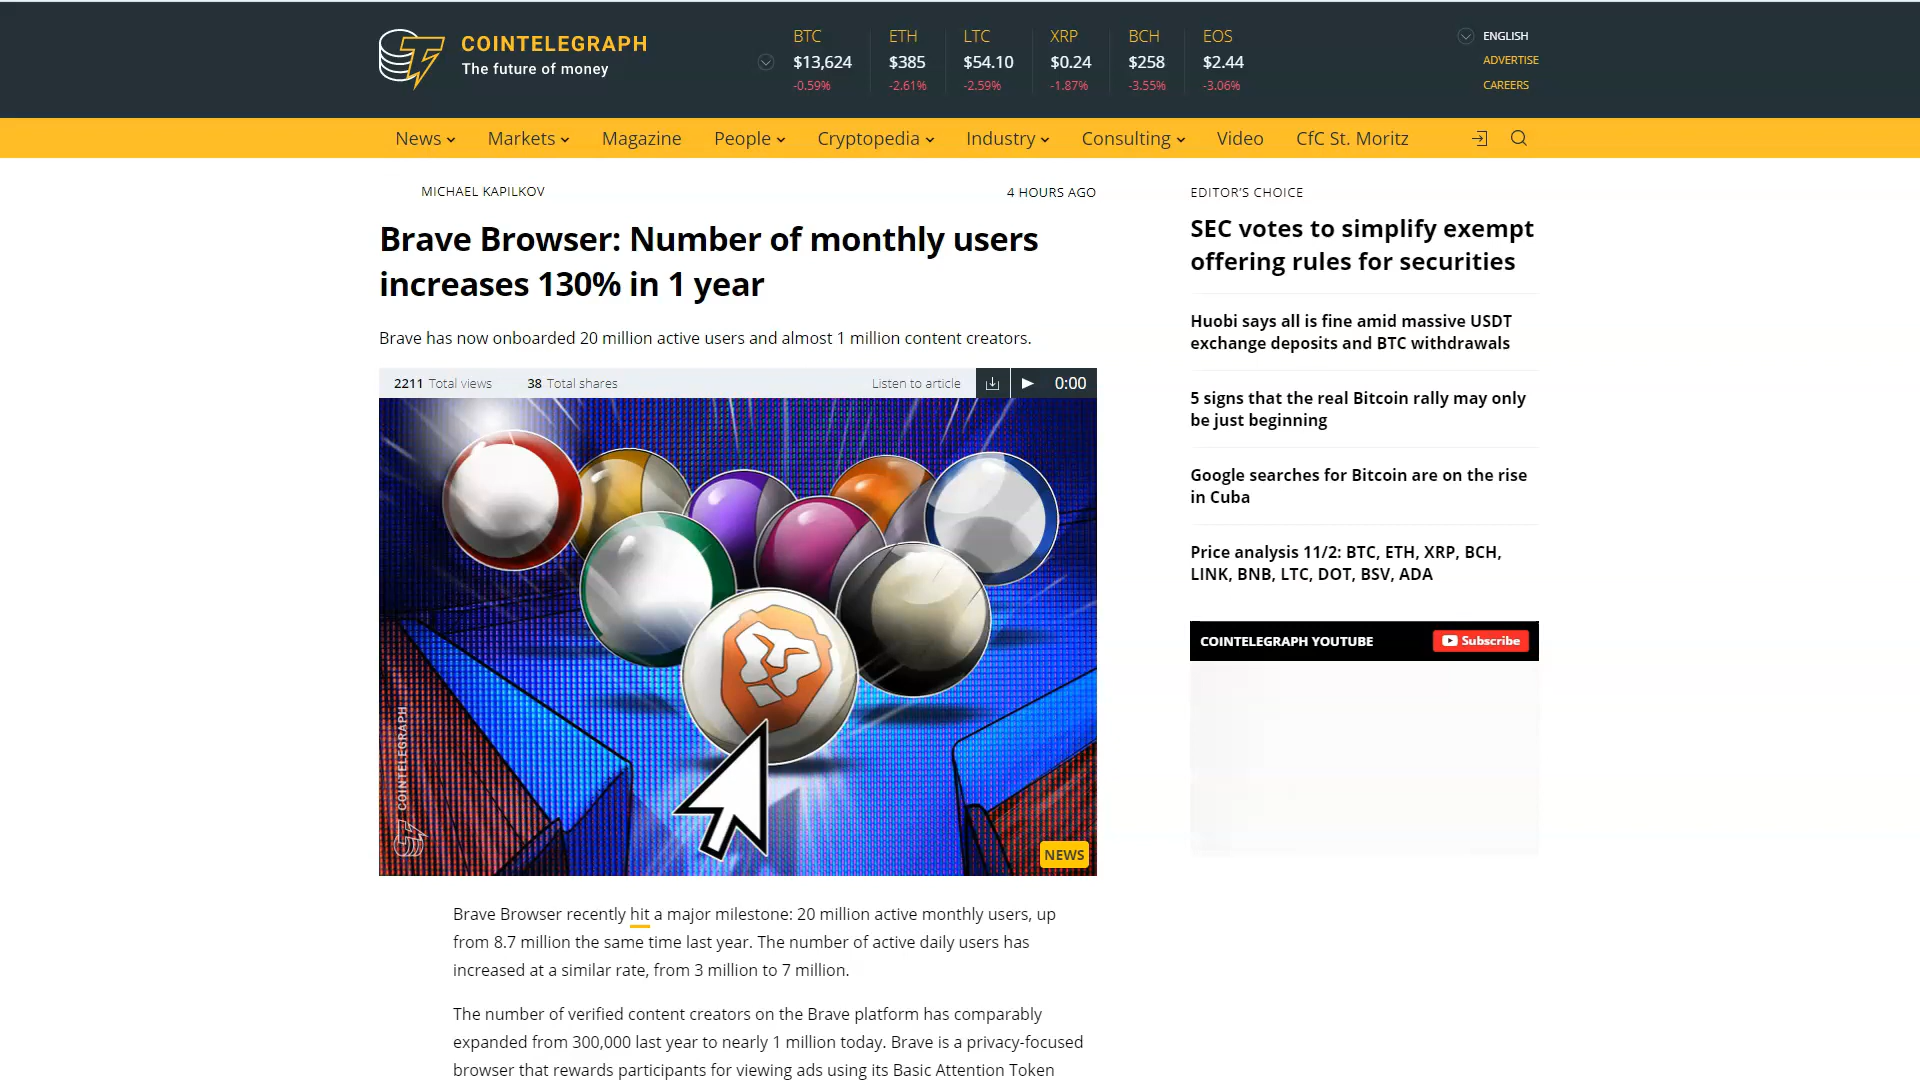 COINTELEGRAPH
The future of money
BTC
$13,624
-0.59%
ETH
$385
-2.61%
LTC
$54.10
-2.59%
XRP
$0.24
-1.87%
BCH
$258
-3.55%
EOS
$2.44
-3.06%
ENGLISH
ADVERTISE
CAREERS
News
Markets
Magazine
People
Cryptopedia
Industry
Consulting
Video
CfC St. Moritz
MICHAEL KAPILKOV
4 HOURS AGO
Brave Browser: Number of monthly users
increases 130% in 1 year
Brave has now onboarded 20 million active users and almost 1 million content creators.
2211 Total views
38 Total shares
Listen to article
0:00
COINTELEGRAPH
NEWS
Brave Browser recently hit a major milestone: 20 million active monthly users, up
from 8.7 million the same time last year. The number of active daily users has
increased at a similar rate, from 3 million to 7 million.
The number of verified content creators on the Brave platform has comparably
expanded from 300,000 last year to nearly 1 million today. Brave is a privacy-focused
browser that rewards participants for viewing ads using its Basic Attention Token
EDITOR'S CHOICE
SEC votes to simplify exempt
offering rules for securities
Huobi says all is fine amid massive USDT
exchange deposits and BTC withdrawals
5 signs that the real Bitcoin rally may only
be just beginning
Google searches for Bitcoin are on the rise
in Cuba
Price analysis 11/2: BTC, ETH, XRP, BCH,
LINK, BNB, LTC, DOT, BSV, ADA
COINTELEGRAPH YOUTUBE
Subscribe